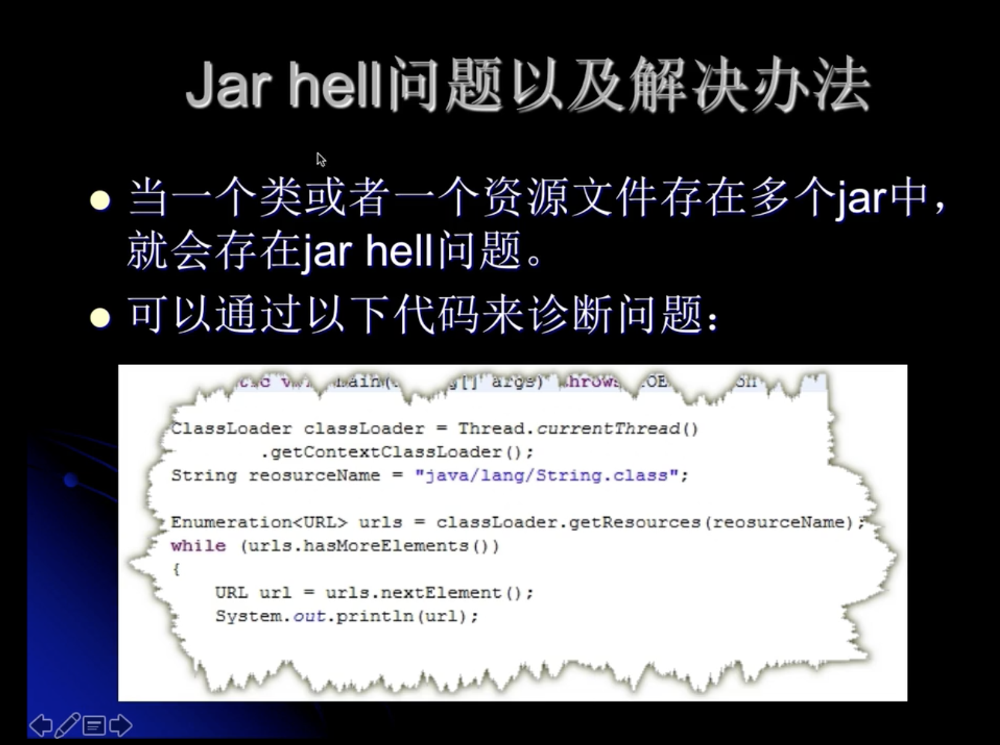 Jar hell问题以及解决办法
当一个类或者一个资源文件存在多个jar中，
就会存在jar hell问题。
可以通过以下代码来诊断问题：
main( args)
ClassLoader classLoader = Thread.currentThread()
.getContextClassLoader();
String reosurceName = "java/lang/String.class";
Enumeration<URL> urls = classLoader.getResources(reosurceName);
while (urls.hasMoreElements())
{
URL url = urls.nextElement();
System.out.println(url);